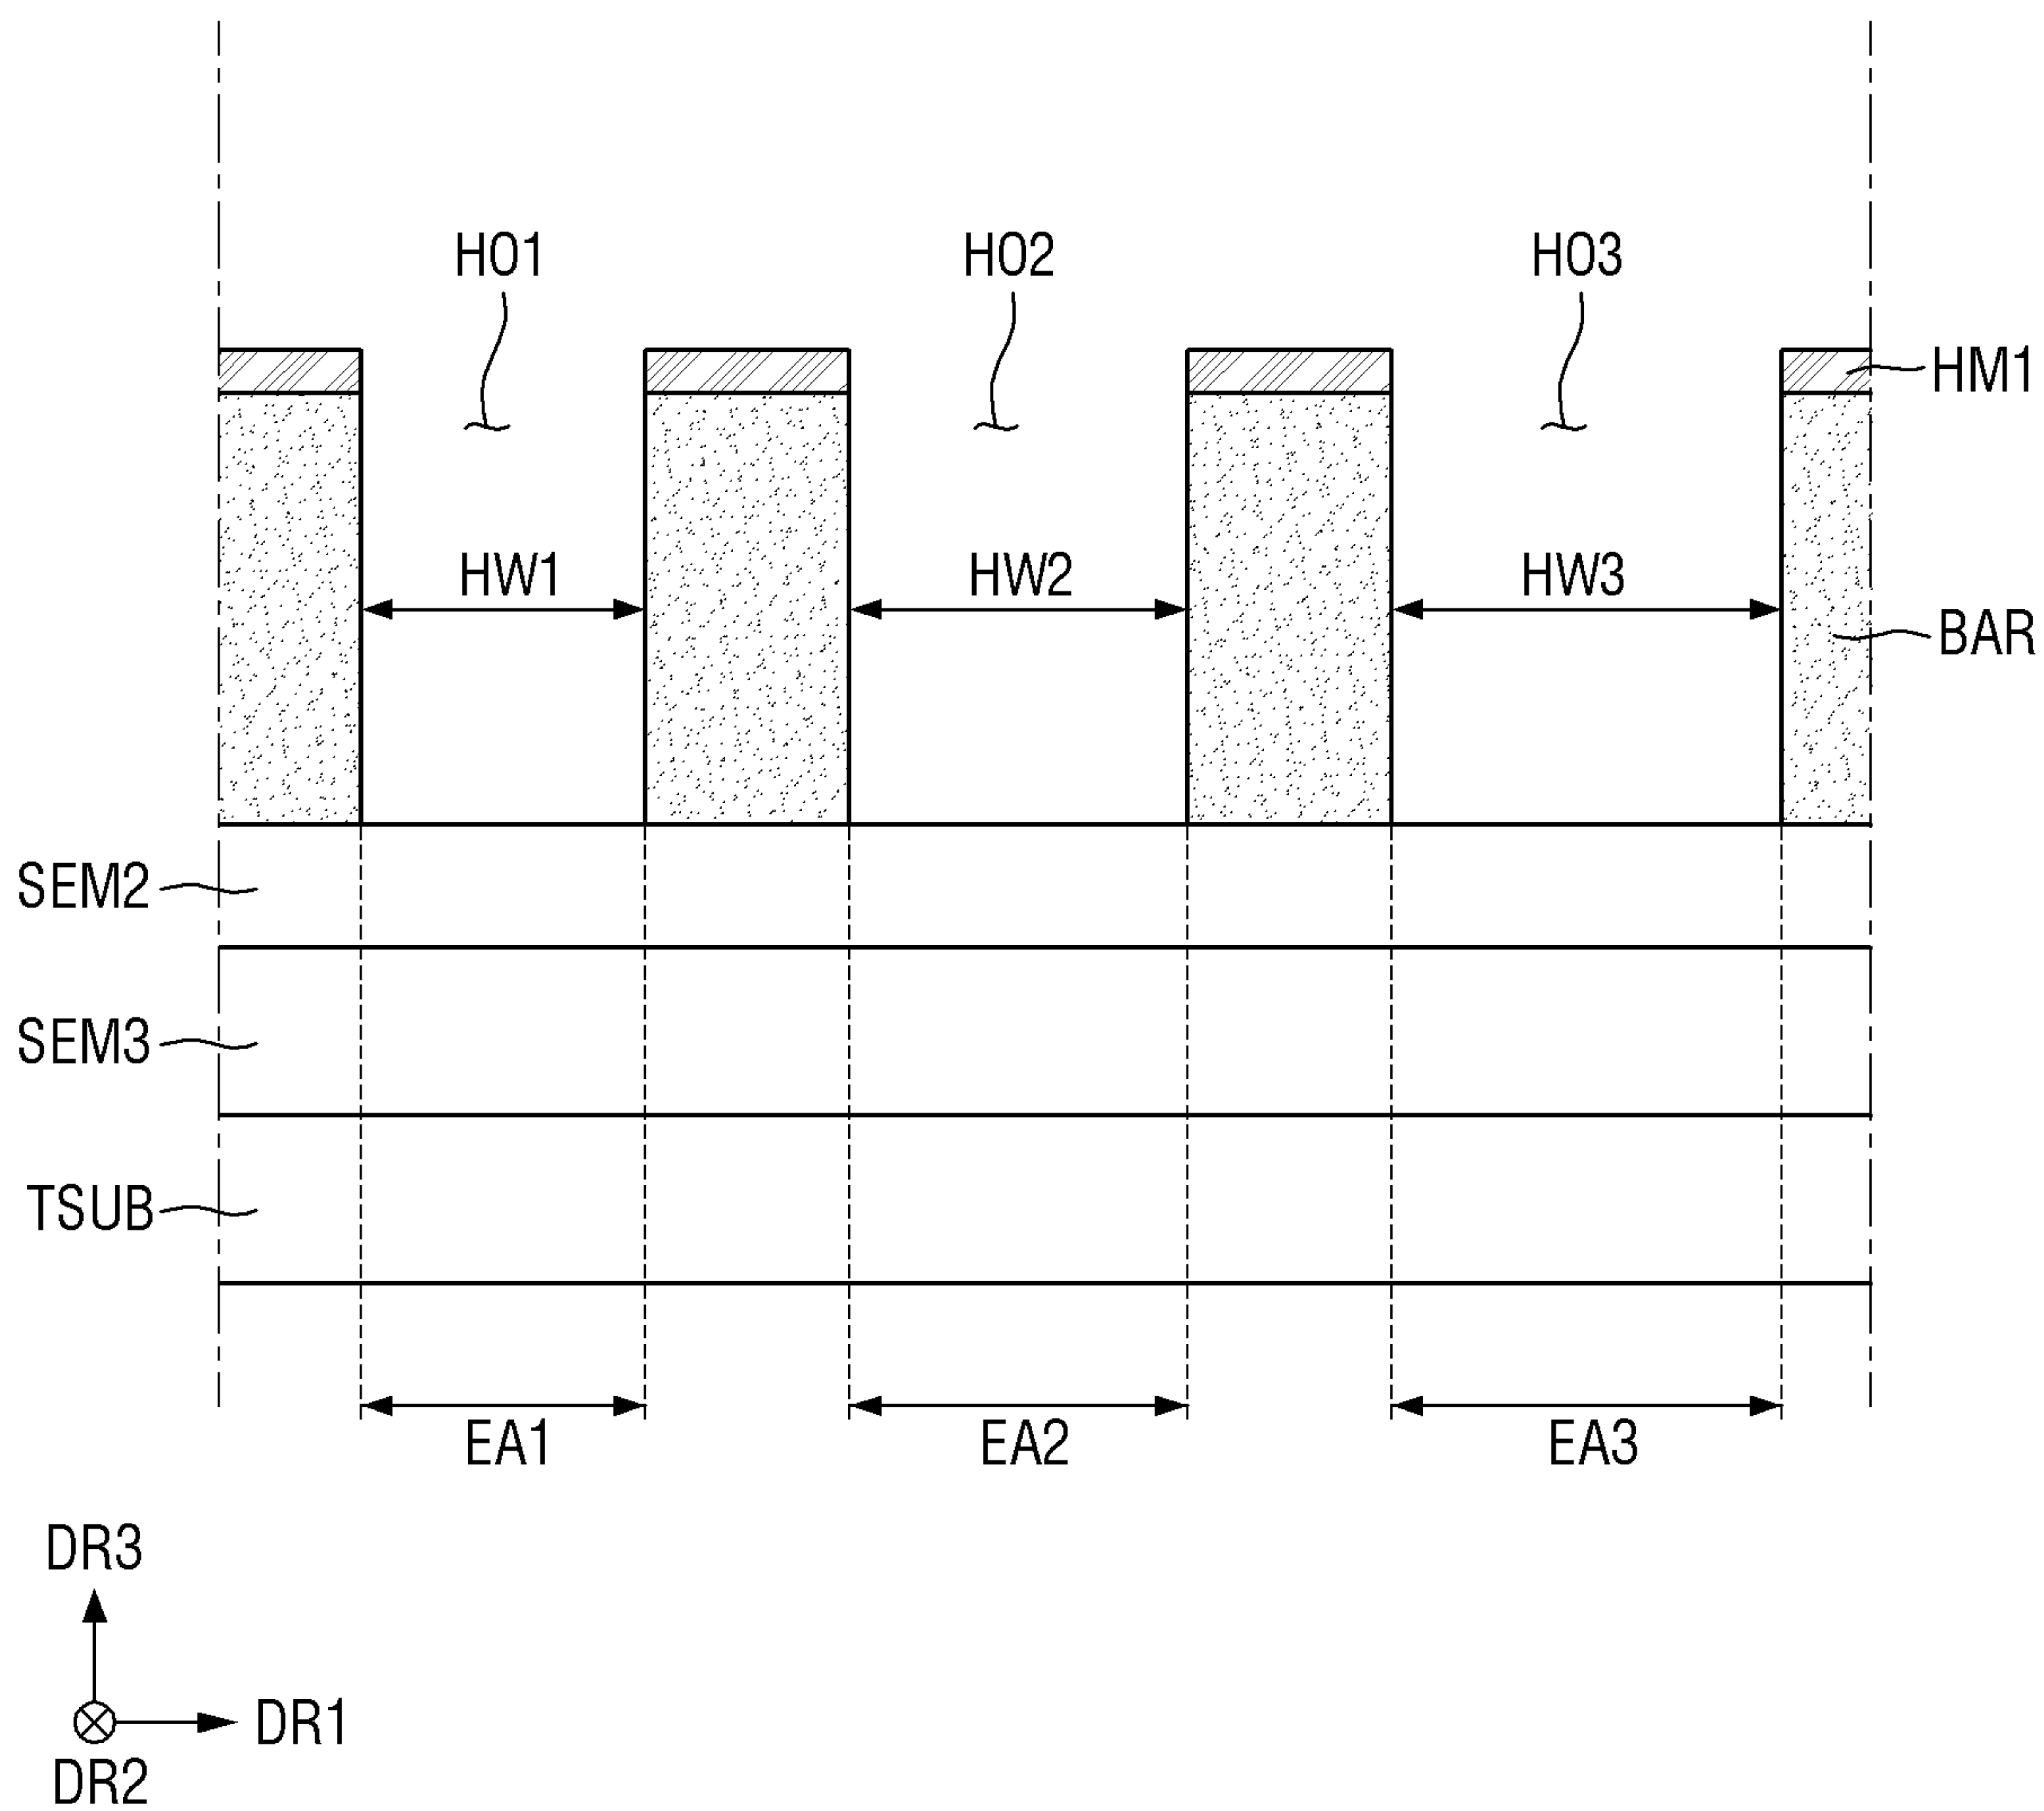 HO1 HO2 HO3
HM1
HW1 HW2 HW3
BAR
SEM2
SEM3
TSUB
EA1 EA2 EA3
DR3
DR1
DR2